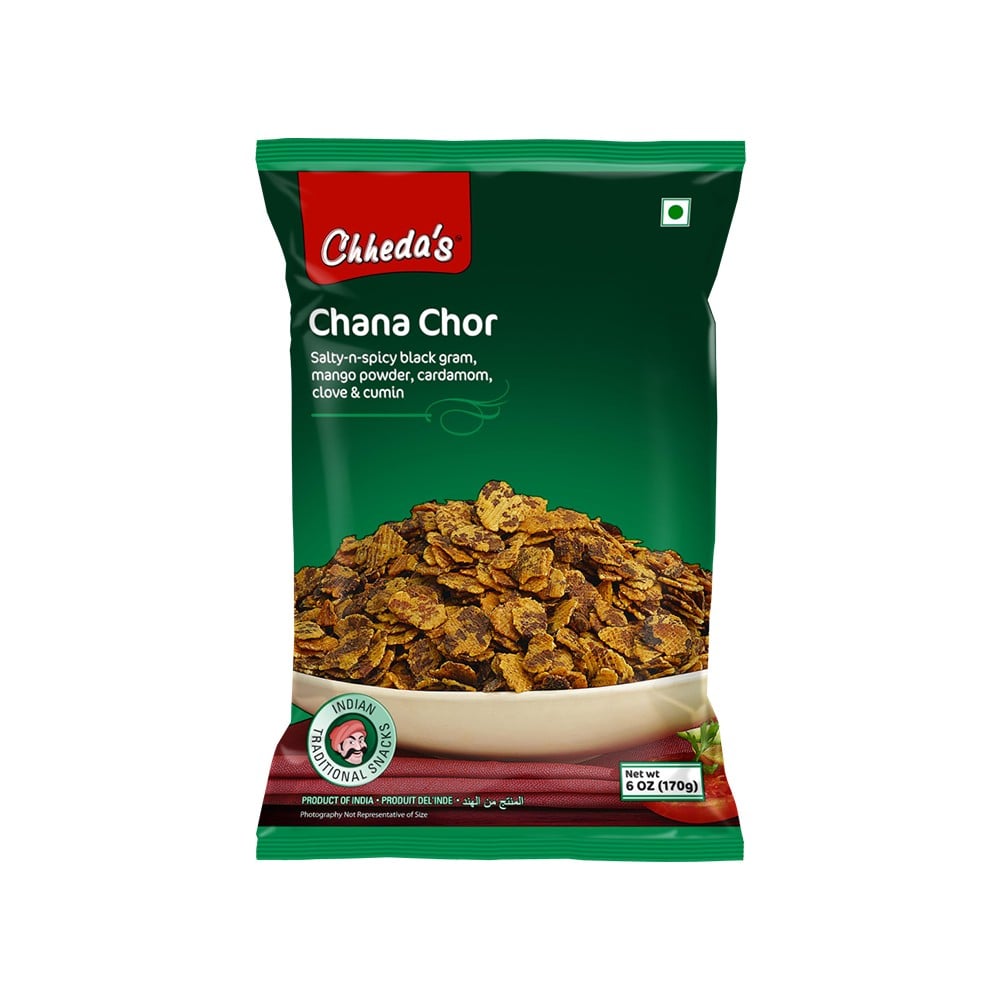 Chheda's
Chana Chor
Salty-n-spicy black gram,
mango powder, cardamom,
clove & cumin
INDIAN
TRADITIONAL SNACKS
PRODUCT OF INDIA • PRODUIT DEL'INDE • المنتج من الهند
Photography Not Representative of Size
Net wt
6 OZ (170g)